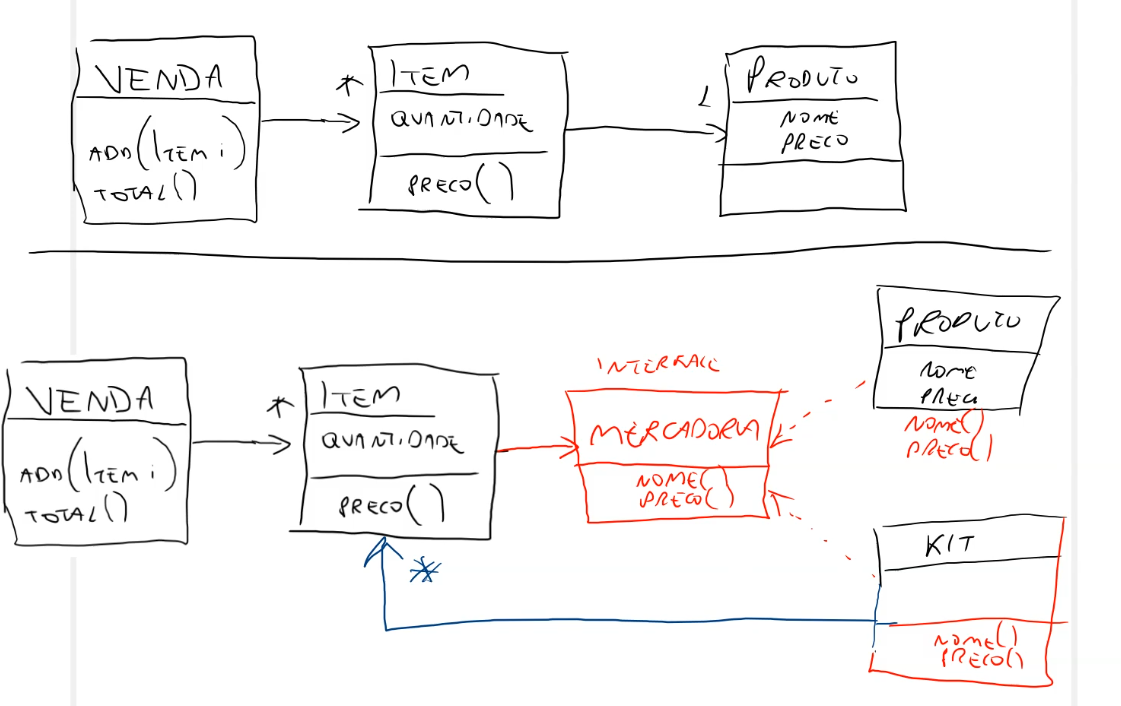 VENDA
ADD(ITEM i)
TOTAL()
*
ITEM
QUANTIDADE
PRECO()
1
PRODUTO
NOME
PRECO
VENDA
ADD(ITEM i)
TOTAL()
*
ITEM
QUANTIDADE
PRECO()
*
INTERFACE
MERCADORIA
NOME()
PRECO()
PRODUTO
NOME
PRECO
NOME()
PRECO()
KIT
NOME()
PRECO()